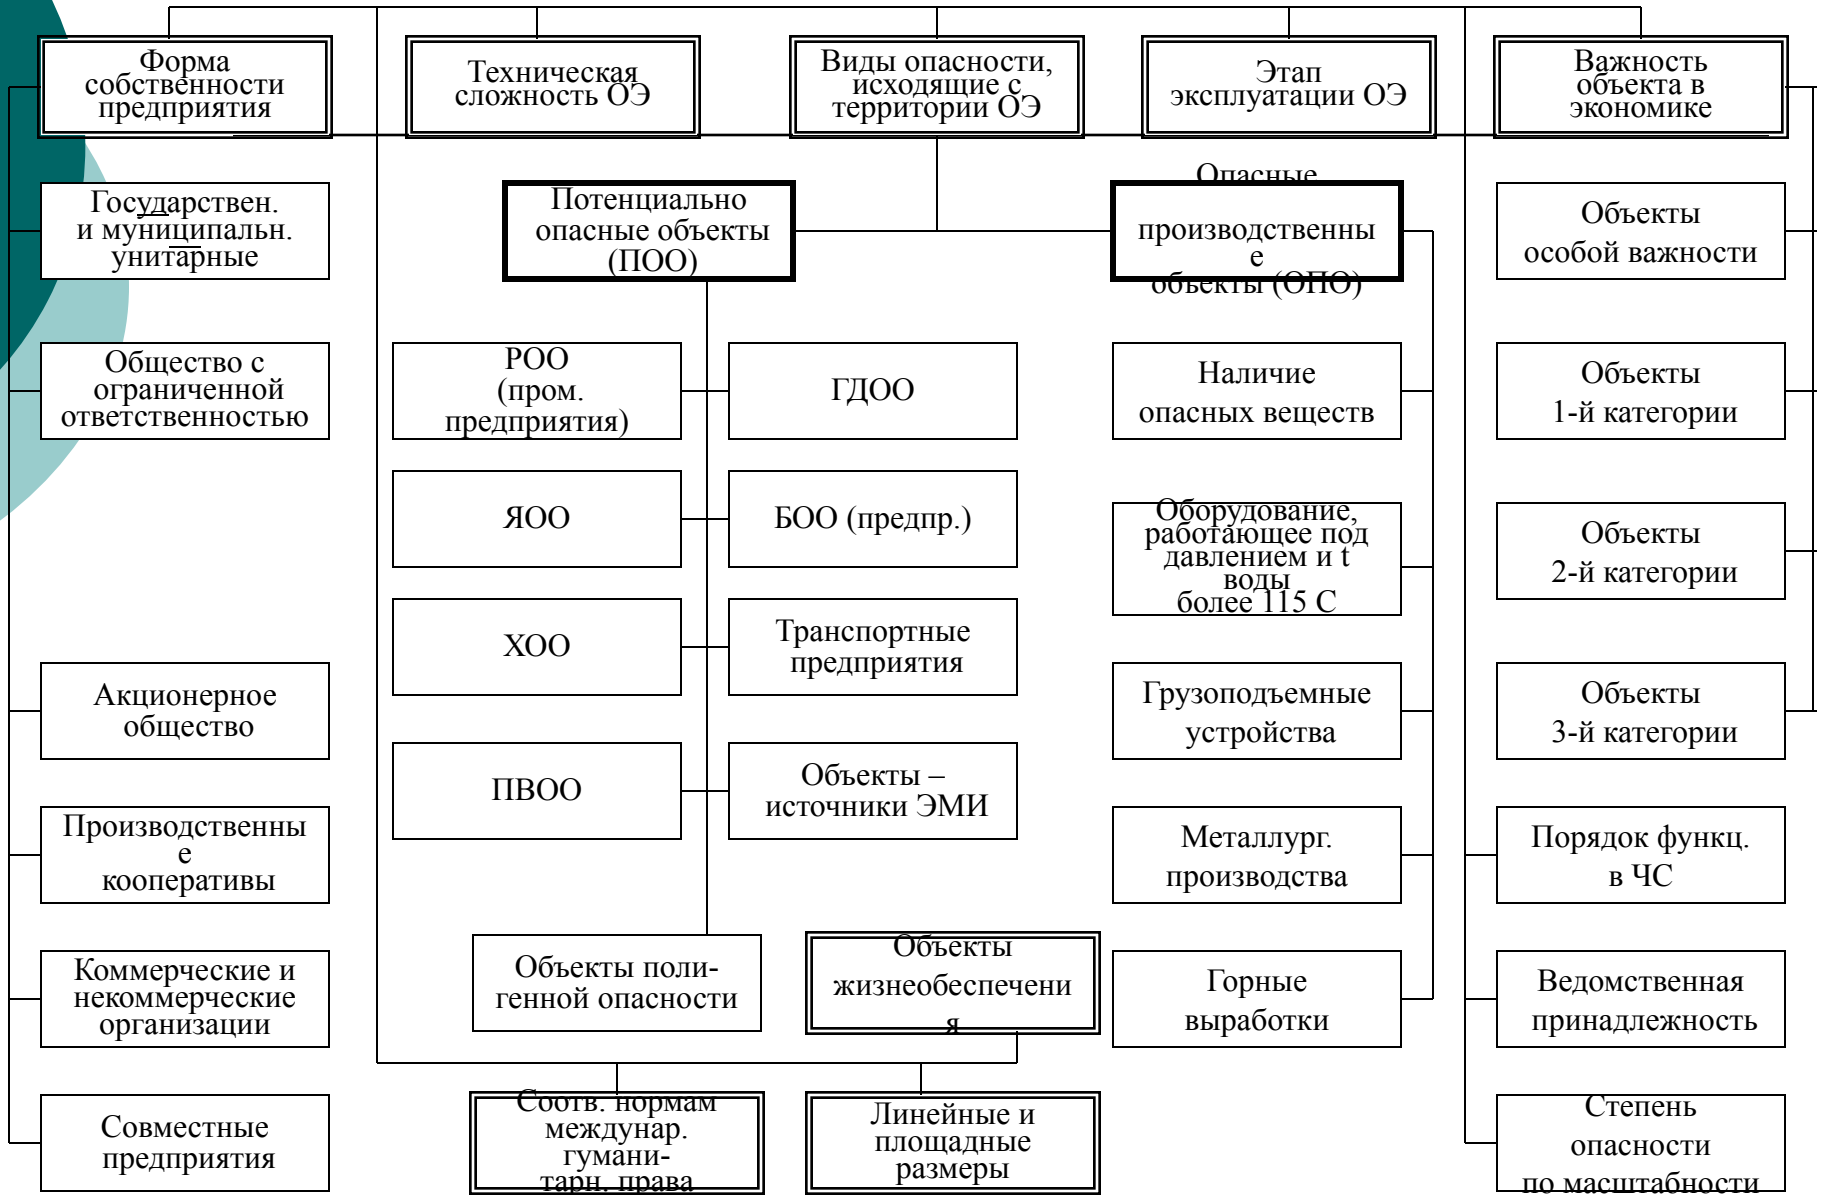 Форма
собственности
предприятия
Техническая
сложность ОЭ
Виды опасности,
исходящие с
территории ОЭ
Этап
эксплуатации ОЭ
Важность
объекта в
экономике
Государствен.
и муниципальн.
унитарные
Потенциально
опасные объекты
(ПОО)
Опасные
производственны
е
объекты (ОПО)
Объекты
особой важности
Общество с
ограниченной
ответственностью
РОО
(пром.
предприятия)
ГДОО
Наличие
опасных веществ
Объекты
1-й категории
ЯОО
БОО (предпр.)
Оборудование,
работающее под
давлением и t
воды
более 115 С
Объекты
2-й категории
ХОО
Транспортные
предприятия
Акционерное
общество
Грузоподъемные
устройства
Объекты
3-й категории
ПВОО
Объекты –
источники ЭМИ
Производственны
е
кооперативы
Металлург.
производства
Порядок функц.
в ЧС
Коммерческие и
некоммерческие
организации
Объекты поли-
генной опасности
Объекты
жизнеобеспечени
я
Горные
выработки
Ведомственная
принадлежность
Совместные
предприятия
Соотв. нормам
междунар.
гумани-
тарн. права
Линейные и
площадные
размеры
Степень
опасности
по масштабности